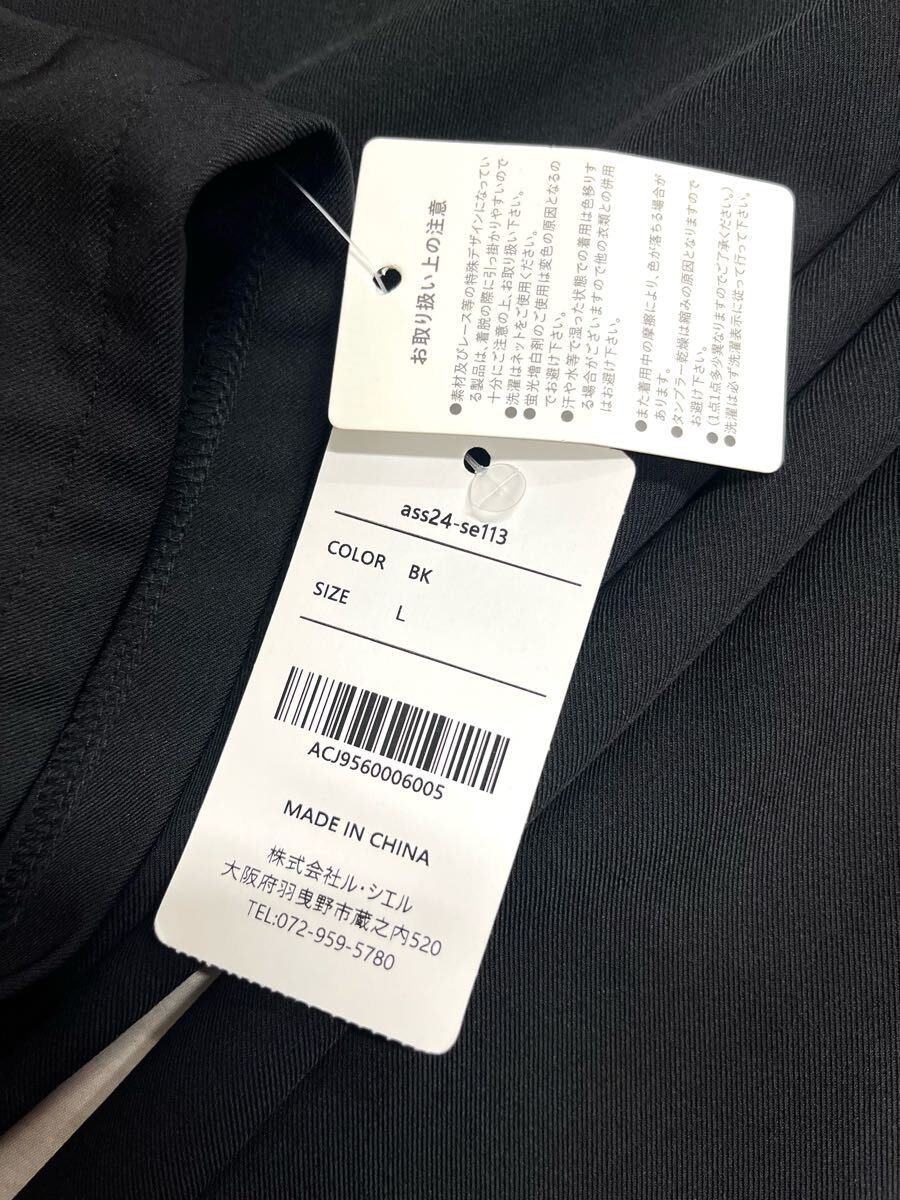 お取り扱い上の注意
●素材及びレース等の特殊デザインになってい
る製品は、着脱の際に引っ掛かりやすいので
十分にご注意の上、お取り扱い下さい。
●洗濯はネットをご使用ください。
●蛍光増白剤のご使用は変色の原因となるの
でお避け下さい。
●汗や水等で湿った状態での着用は色移りす
る場合がございますので他の衣類との併用
はお避け下さい。
●また着用中の摩擦により、色が落ちる場合が
あります。
●タンブラー乾燥は縮みの原因となりますので
お避け下さい。
●(1点1点多少異なりますのでご了承ください。)
●洗濯は必ず洗濯表示に従って行って下さい。
ass24-se113
COLOR BK
SIZE L
ACJ9560006005
MADE IN CHINA
株式会社ル・シエル
大阪府羽曳野市蔵之内520
TEL:072-959-5780